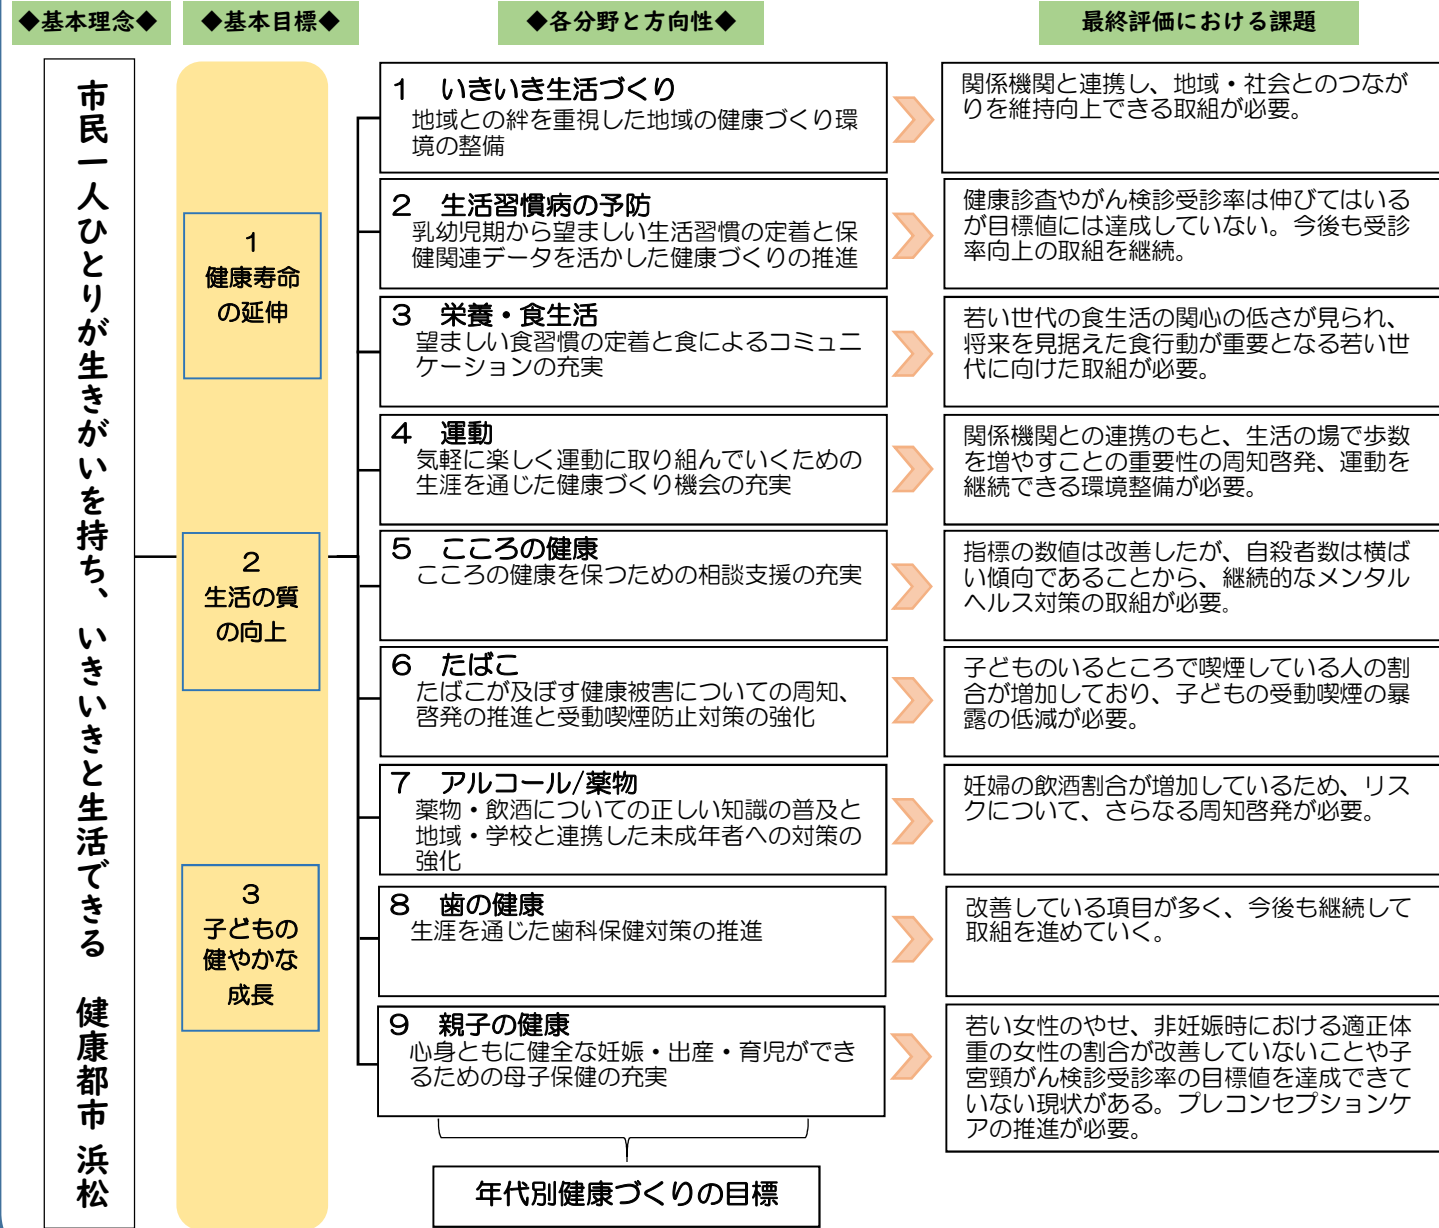 ◆基本理念◆
◆基本目標◆
◆各分野と方向性◆
最終評価における課題
市民一人ひとりが生きがいを持ち、いきいきと生活できる 健康都市 浜松
1
健康寿命
の延伸
2
生活の質
の向上
3
子どもの
健やかな
成長
1 いきいき生活づくり
地域との絆を重視した地域の健康づくり環
境の整備
関係機関と連携し、地域・社会とのつなが
りを維持向上できる取組が必要。
2 生活習慣病の予防
乳幼児期から望ましい生活習慣の定着と保
健関連データを活かした健康づくりの推進
健康診査やがん検診受診率は伸びてはいる
が目標値には達成していない。今後も受診
率向上の取組を継続。
3 栄養・食生活
望ましい食習慣の定着と食によるコミュニ
ケーションの充実
若い世代の食生活の関心の低さが見られ、
将来を見据えた食行動が重要となる若い世
代に向けた取組が必要。
4 運動
気軽に楽しく運動に取り組んでいくための
生涯を通じた健康づくり機会の充実
関係機関との連携のもと、生活の場で歩数
を増やすことの重要性の周知啓発、運動を
継続できる環境整備が必要。
5 こころの健康
こころの健康を保つための相談支援の充実
指標の数値は改善したが、自殺者数は横ば
い傾向であることから、継続的なメンタル
ヘルス対策の取組が必要。
6 たばこ
たばこが及ぼす健康被害についての周知、
啓発の推進と受動喫煙防止対策の強化
子どものいるところで喫煙している人の割
合が増加しており、子どもの受動喫煙の暴
露の低減が必要。
7 アルコール/薬物
薬物・飲酒についての正しい知識の普及と
地域・学校と連携した未成年者への対策の
強化
妊婦の飲酒割合が増加しているため、リス
クについて、さらなる周知啓発が必要。
8 歯の健康
生涯を通じた歯科保健対策の推進
改善している項目が多く、今後も継続して
取組を進めていく。
9 親子の健康
心身ともに健全な妊娠・出産・育児ができ
るための母子保健の充実
若い女性のやせ、非妊娠時における適正体
重の女性の割合が改善していないことや子
宮頸がん検診受診率の目標値を達成できて
いない現状がある。プレコンセプションケ
アの推進が必要。
年代別健康づくりの目標